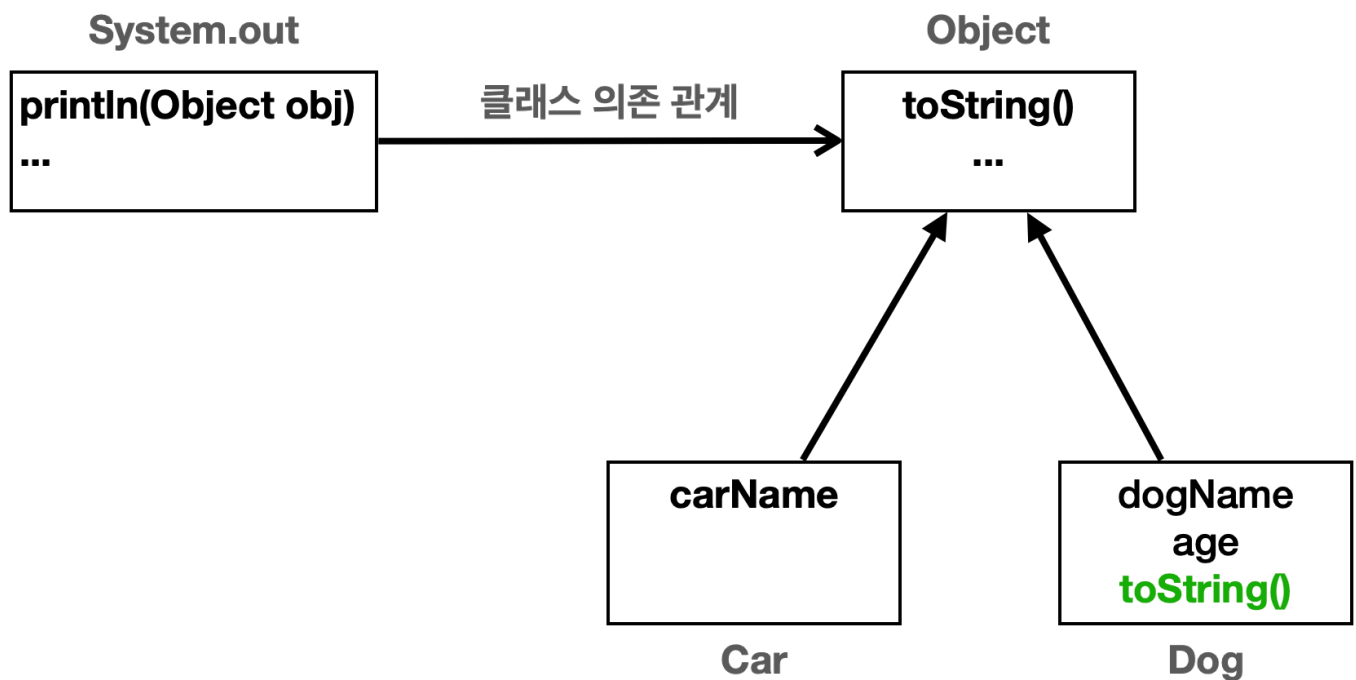 System.out
println(Object obj)
...
클래스 의존 관계
Object
toString()
...
carName
Car
dogName
age
toString()
Dog